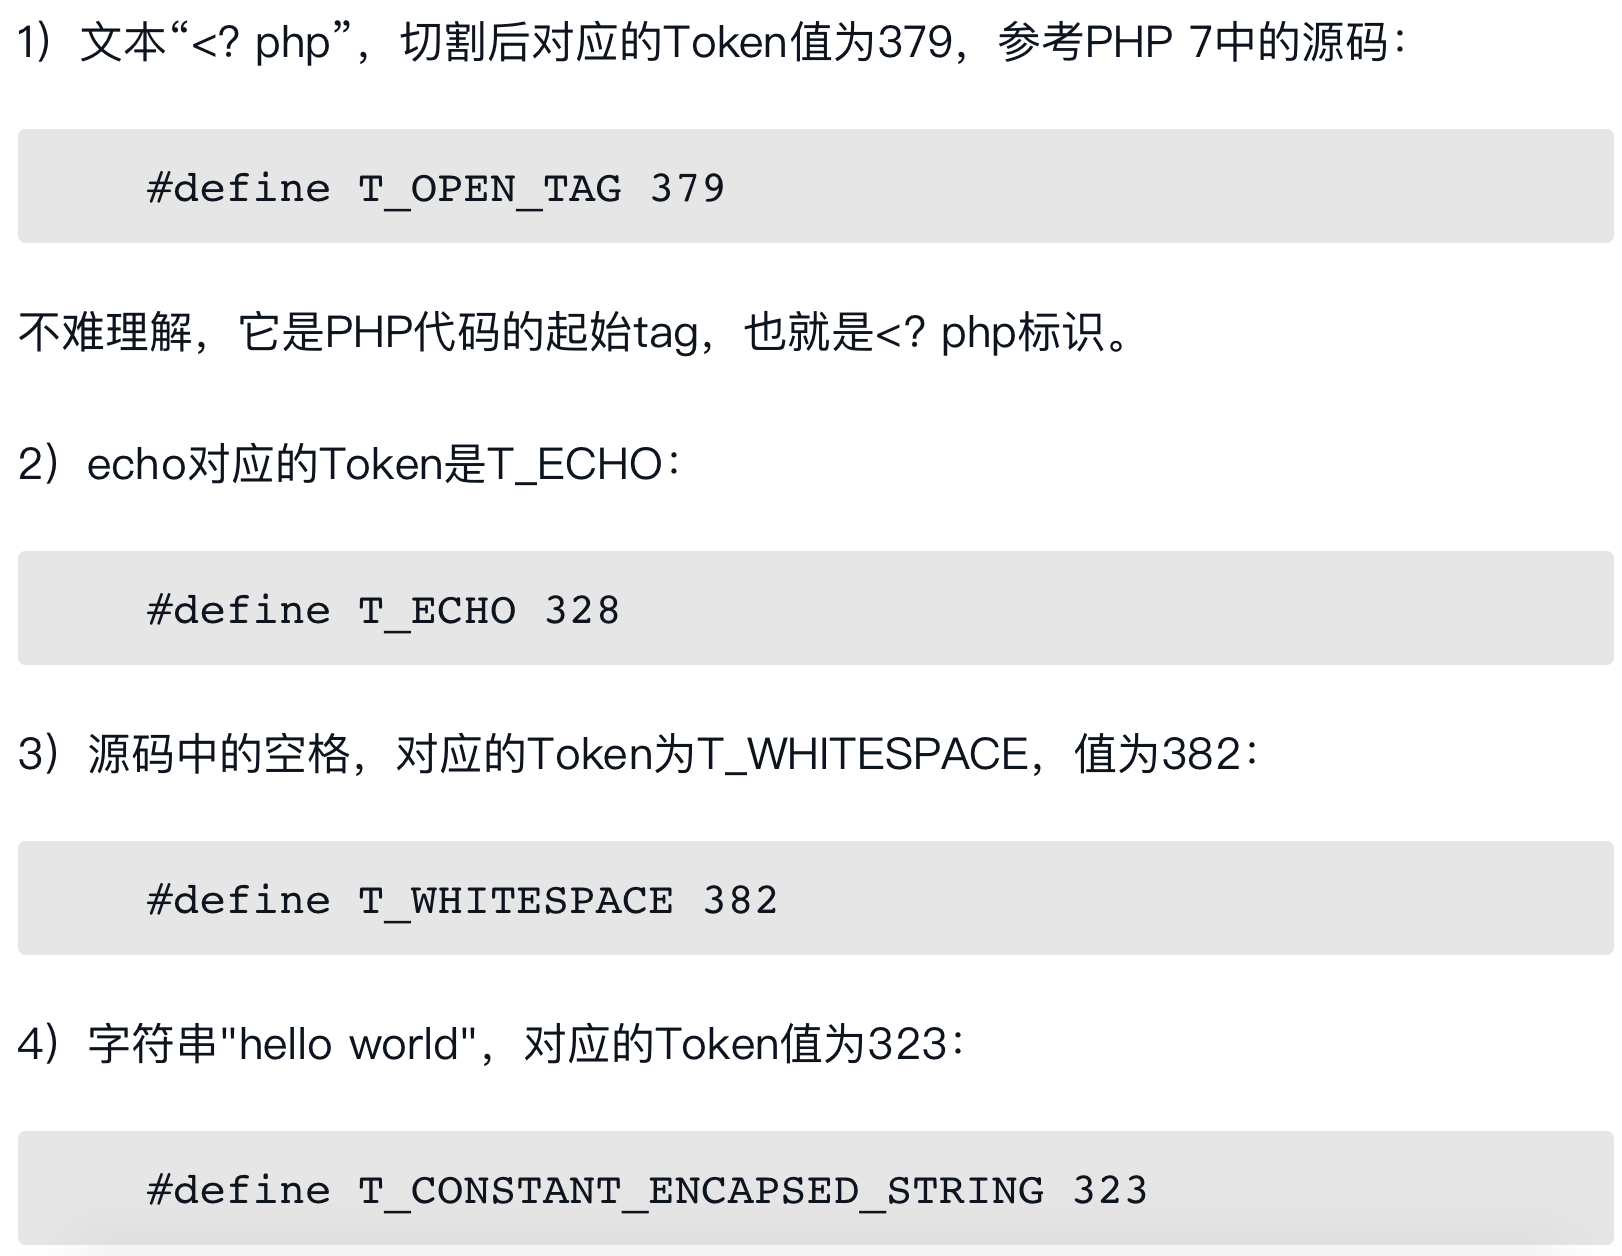 1）文本“<? php”，切割后对应的Token值为379，参考PHP 7中的源码：
#define T_OPEN_TAG 379
不难理解，它是PHP代码的起始tag，也就是<? php标识。
2）echo对应的Token是T_ECHO：
#define T_ECHO 328
3）源码中的空格，对应的Token为T_WHITESPACE，值为382：
#define T_WHITESPACE 382
4）字符串"hello world"，对应的Token值为323：
#define T_CONSTANT_ENCAPSED_STRING 323